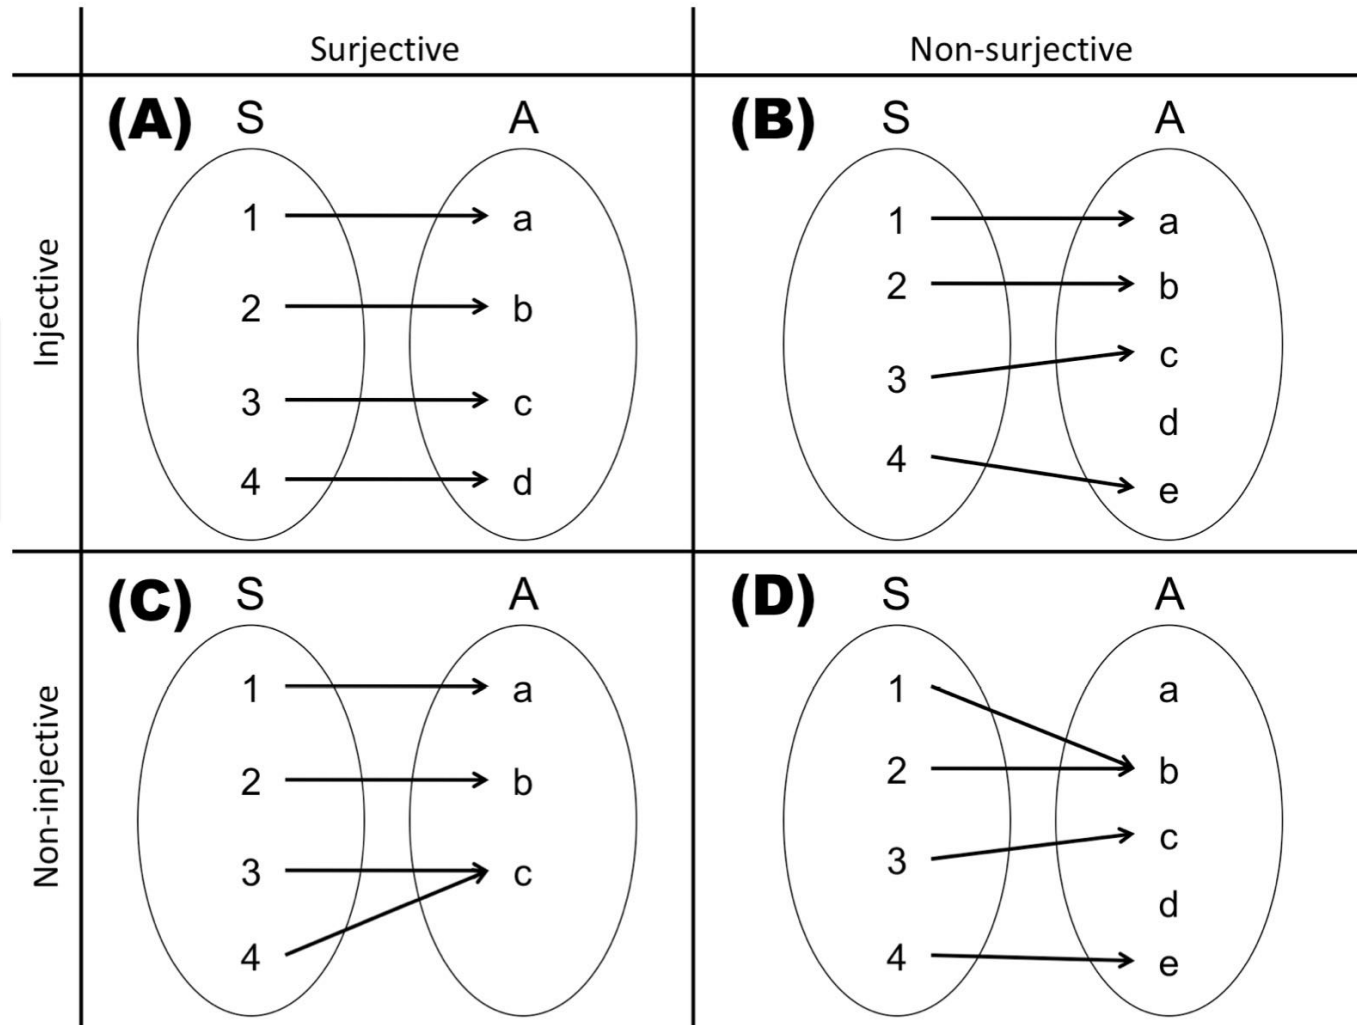 Surjective Non-surjective
Injective
(A) S A
1 a
2 b
3 c
4 d
(B) S A
1 a
2 b
3 c
d
4 e
Non-injective
(C) S A
1 a
2 b
3 c
4
(D) S A
1 a
2 b
3 c
d
4 e